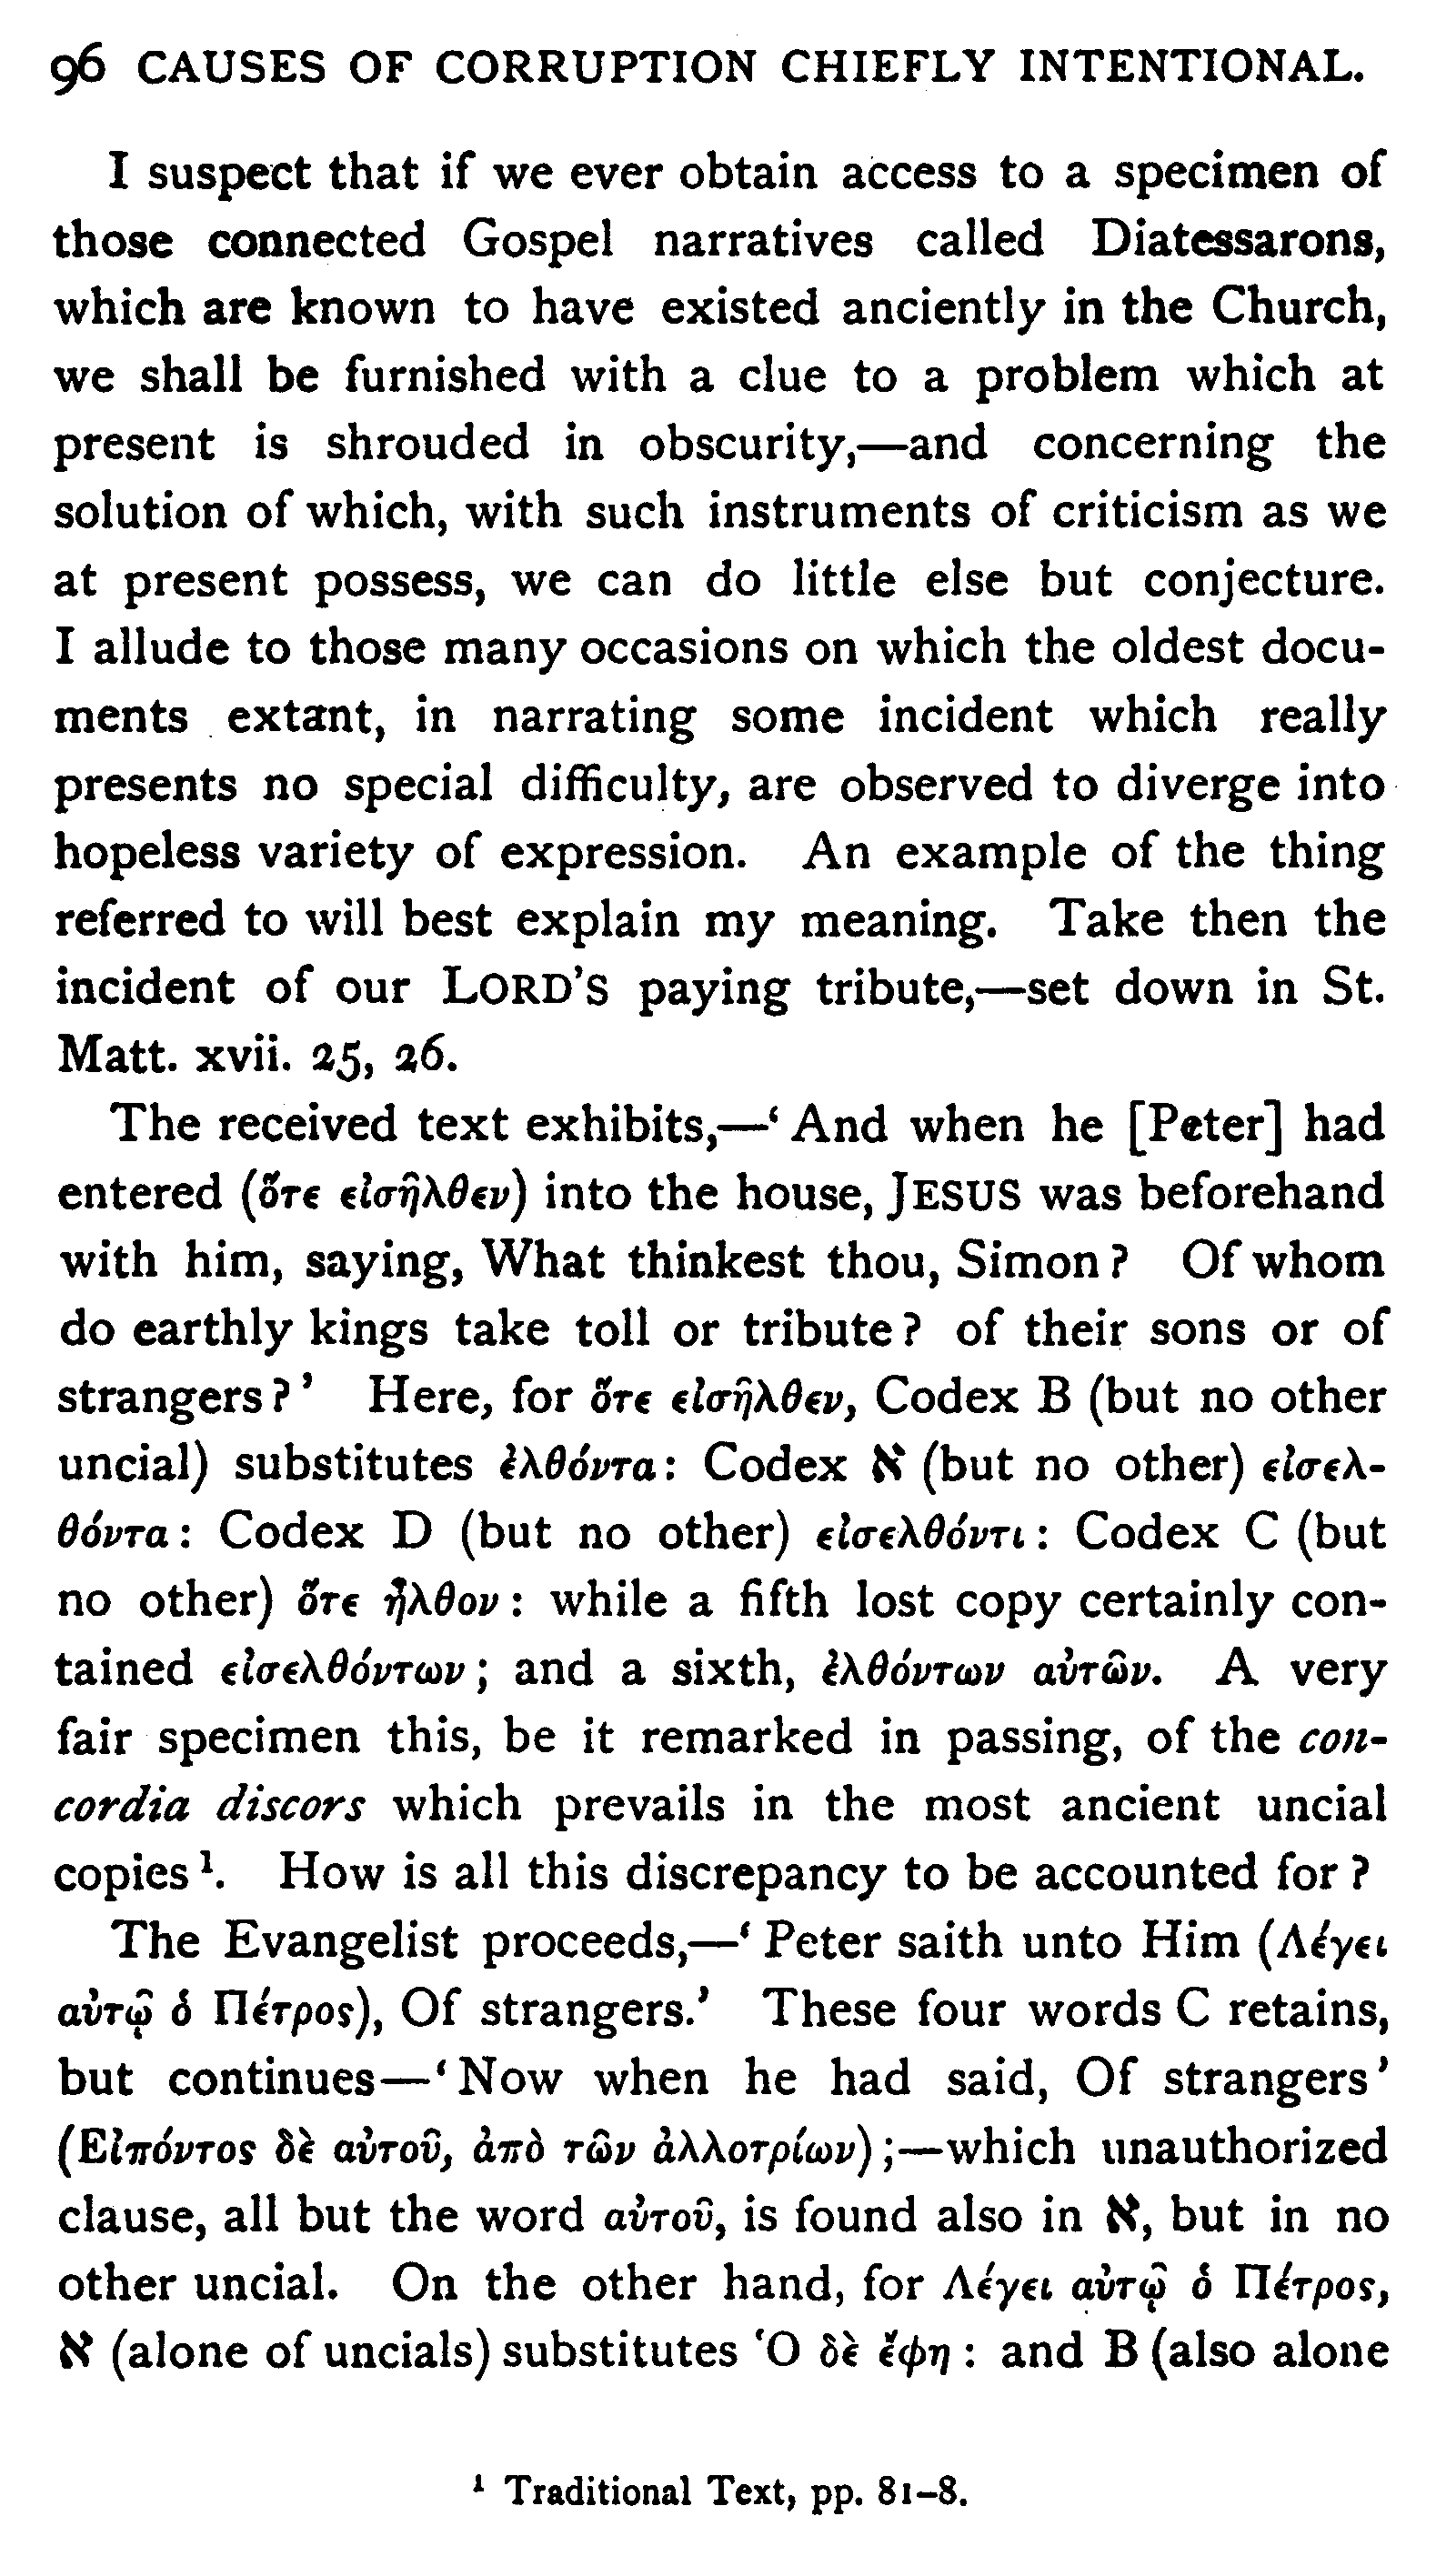 96 CAUSES OF CORRUPTION CHIEFLY INTENTIONAL.
I suspect that if we ever obtain access to a specimen of
those connected Gospel narratives called Diatessarons,
which are known to have existed anciently in the Church,
we shall be furnished with a clue to a problem which at
present is shrouded in obscurity,—and concerning the
solution of which, with such instruments of criticism as we
at present possess, we can do little else but conjecture.
I allude to those many occasions on which the oldest docu-
ments extant, in narrating some incident which really
presents no special difficulty, are observed to diverge into
hopeless variety of expression. An example of the thing
referred to will best explain my meaning. Take then the
incident of our LORD'S paying tribute,—set down in St.
Matt. xvii. 25, 26.
The received text exhibits,—‘And when he [Peter] had
entered (ὅτε εἰσῆλθεν) into the house, JESUS was beforehand
with him, saying, What thinkest thou, Simon? Of whom
do earthly kings take toll or tribute? of their sons or of
strangers?’ Here, for ὅτε εἰσῆλθεν, Codex B (but no other
uncial) substitutes ἐλθόντα: Codex א (but no other) εἰσελ-
θόντα: Codex D (but no other) εἰσελθόντι: Codex C (but
no other) ὅτε ἦλθον: while a fifth lost copy certainly con-
tained εἰσελθόντων; and a sixth, ἐλθόντων αὐτῶν. A very
fair specimen this, be it remarked in passing, of the con-
cordia discors which prevails in the most ancient uncial
copies¹. How is all this discrepancy to be accounted for?
The Evangelist proceeds,—‘Peter saith unto Him (Λέγει
αὐτῷ ὁ Πέτρος), Of strangers.’ These four words C retains,
but continues—‘Now when he had said, Of strangers’
(Εἰπόντος δὲ αὐτοῦ, ἀπὸ τῶν ἀλλοτρίων);—which unauthorized
clause, all but the word αὐτοῦ, is found also in א, but in no
other uncial. On the other hand, for Λέγει αὐτῷ ὁ Πέτρος,
א (alone of uncials) substitutes Ὁ δὲ ἔφη: and B (also alone
¹ Traditional Text, pp. 81–8.